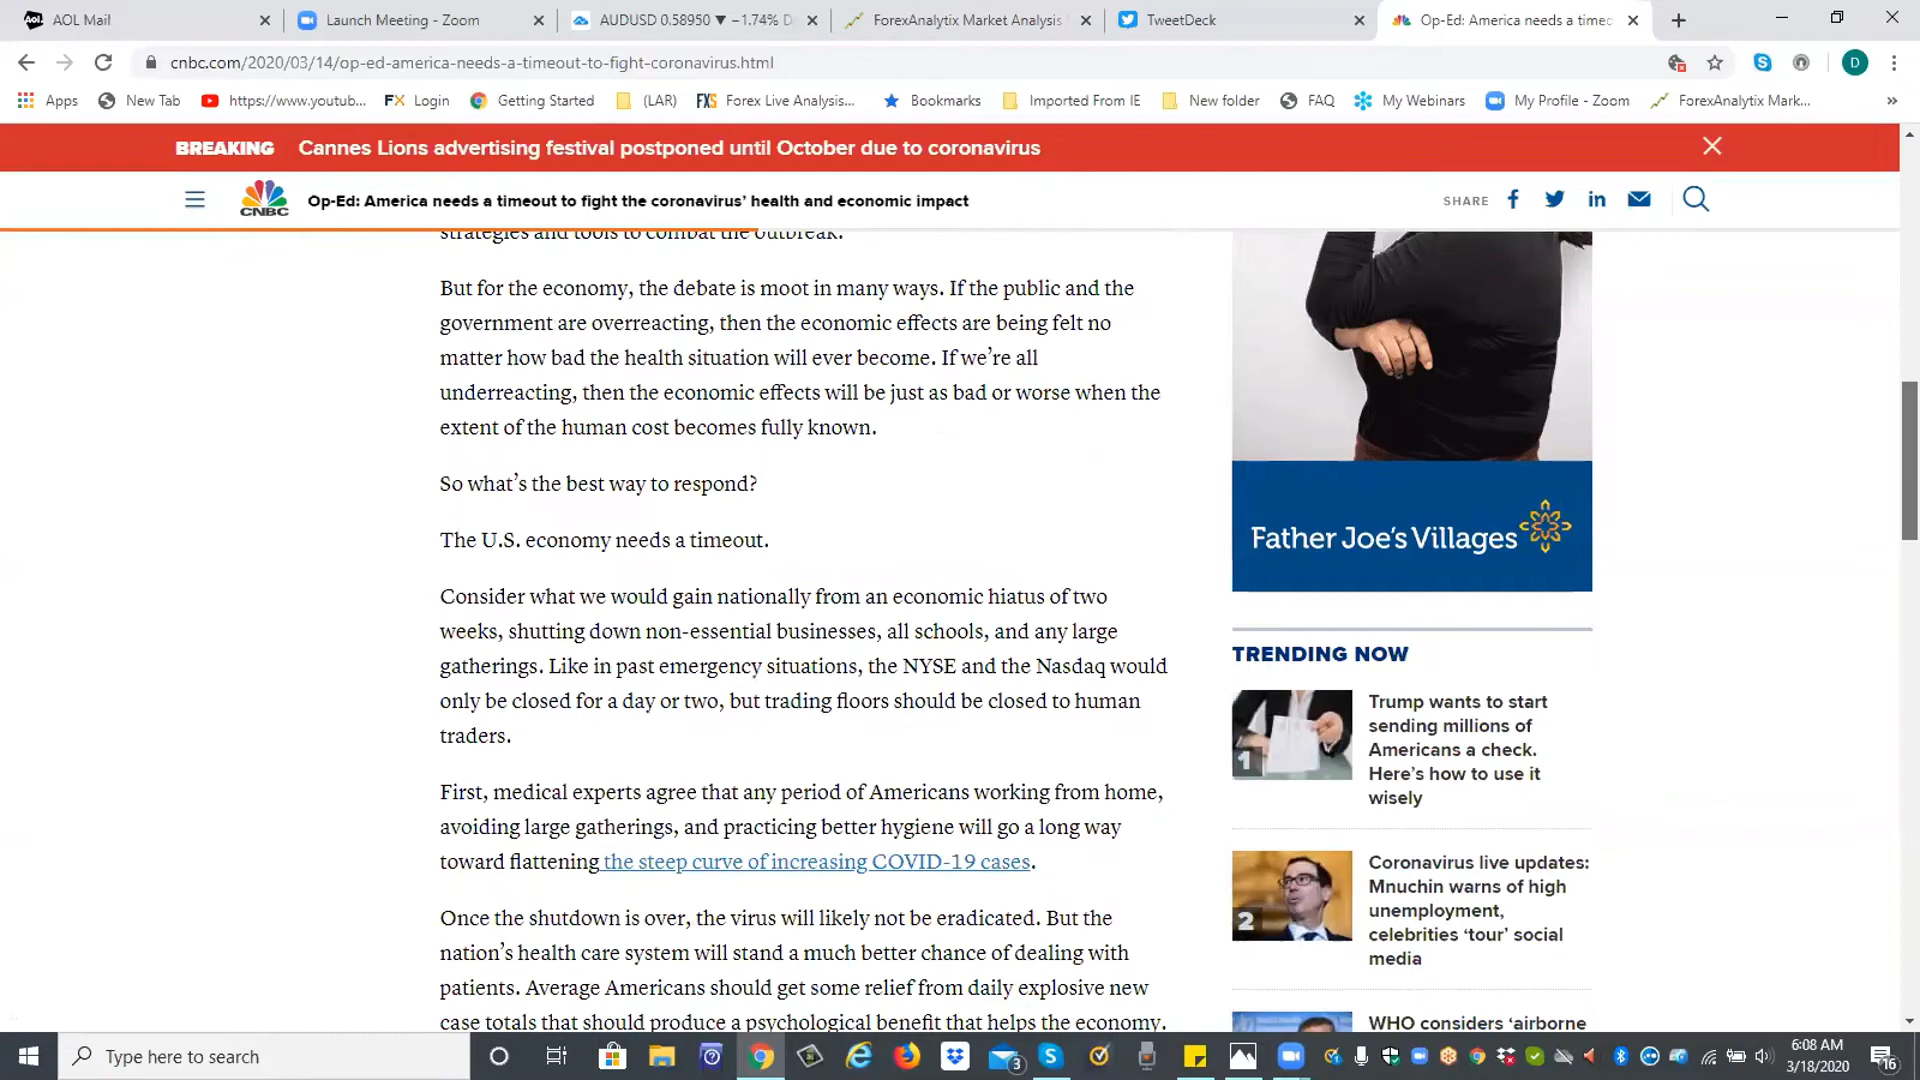 AOL Mail
Launch Meeting - Zoom
AUDUSD 0.58950 ▼ −1.74% D
ForexAnalytix Market Analysis
TweetDeck
Op-Ed: America needs a timeo
cnbc.com/2020/03/14/op-ed-america-needs-a-timeout-to-fight-coronavirus.html
D
Apps
New Tab
https://www.youtub...
FX Login
Getting Started
(LAR)
FXS Forex Live Analysis...
Bookmarks
Imported From IE
New folder
FAQ
My Webinars
My Profile - Zoom
ForexAnalytix Mark...
»
BREAKING Cannes Lions advertising festival postponed until October due to coronavirus
CNBC
Op-Ed: America needs a timeout to fight the coronavirus’ health and economic impact
SHARE
strategies and tools to combat the outbreak.
But for the economy, the debate is moot in many ways. If the public and the
government are overreacting, then the economic effects are being felt no
matter how bad the health situation will ever become. If we’re all
underreacting, then the economic effects will be just as bad or worse when the
extent of the human cost becomes fully known.
So what’s the best way to respond?
The U.S. economy needs a timeout.
Consider what we would gain nationally from an economic hiatus of two
weeks, shutting down non-essential businesses, all schools, and any large
gatherings. Like in past emergency situations, the NYSE and the Nasdaq would
only be closed for a day or two, but trading floors should be closed to human
traders.
First, medical experts agree that any period of Americans working from home,
avoiding large gatherings, and practicing better hygiene will go a long way
toward flattening the steep curve of increasing COVID-19 cases.
Once the shutdown is over, the virus will likely not be eradicated. But the
nation’s health care system will stand a much better chance of dealing with
patients. Average Americans should get some relief from daily explosive new
case totals that should produce a psychological benefit that helps the economy.
Father Joe’s Villages
TRENDING NOW
1
Trump wants to start
sending millions of
Americans a check.
Here’s how to use it
wisely
2
Coronavirus live updates:
Mnuchin warns of high
unemployment,
celebrities ‘tour’ social
media
WHO considers ‘airborne
Type here to search
3
6:08 AM
3/18/2020
16